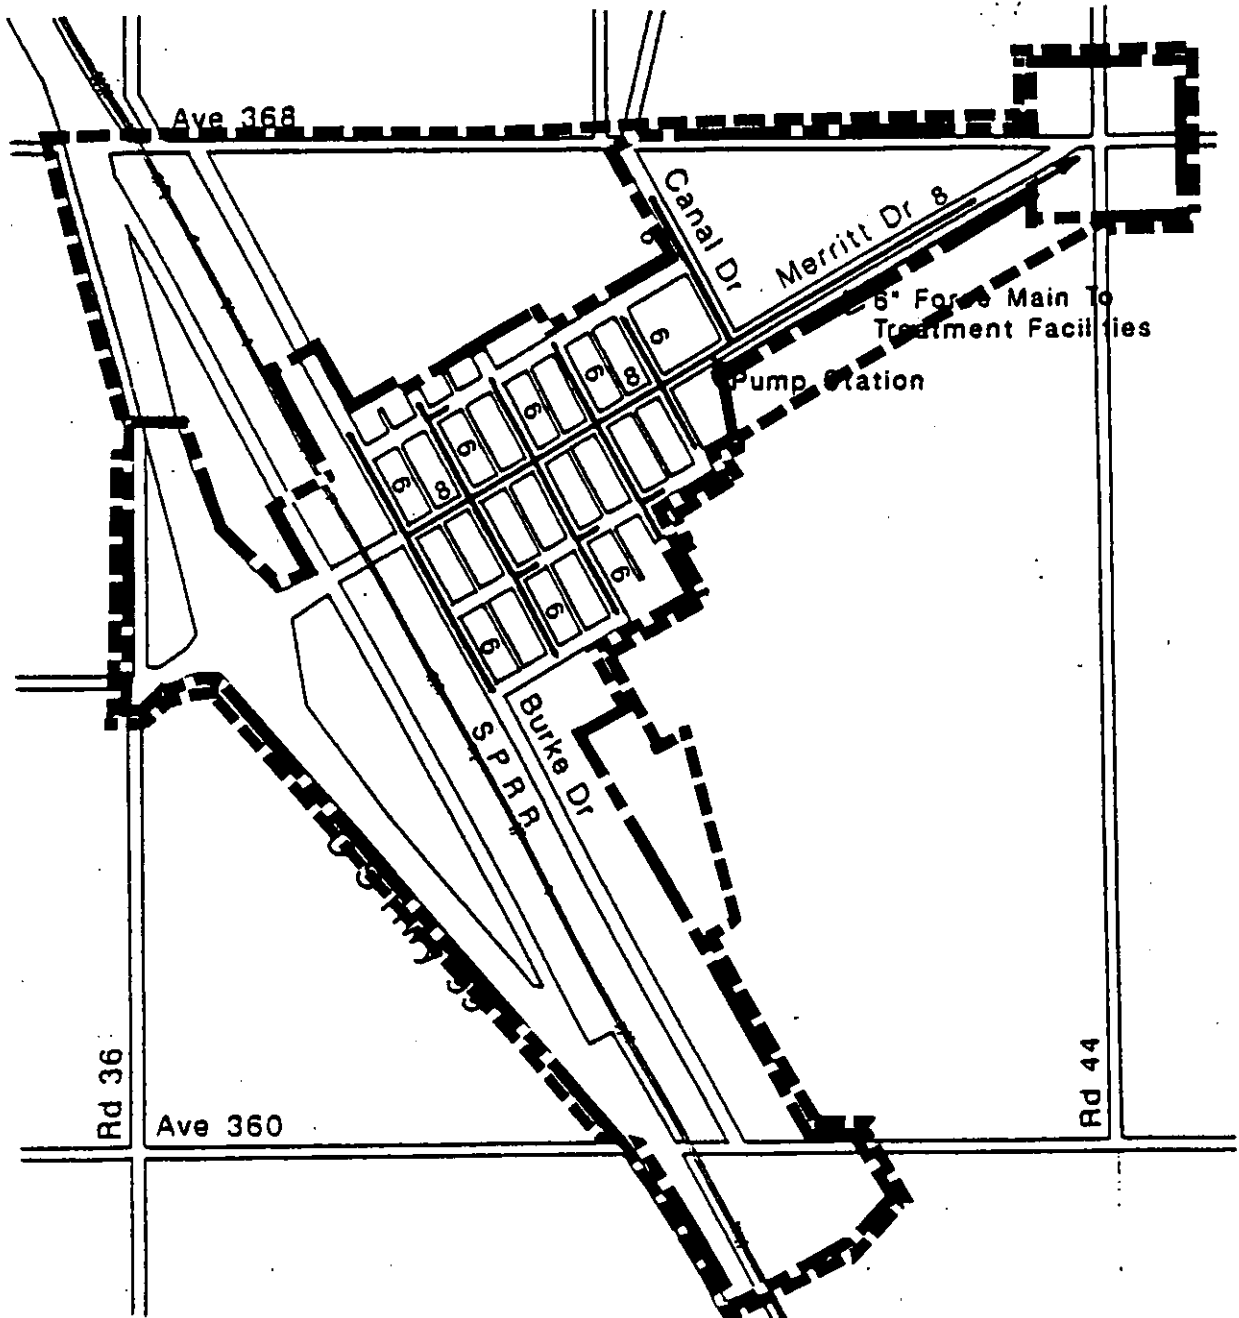 Ave 368
Canal Dr
Merritt Dr 8
6
6" Force Main To
Treatment Facilities
Pump Station
6
6
8
6
6
6
8
6
6
6
Burke Dr
S P R R
Rd 36
Ave 360
Rd 44